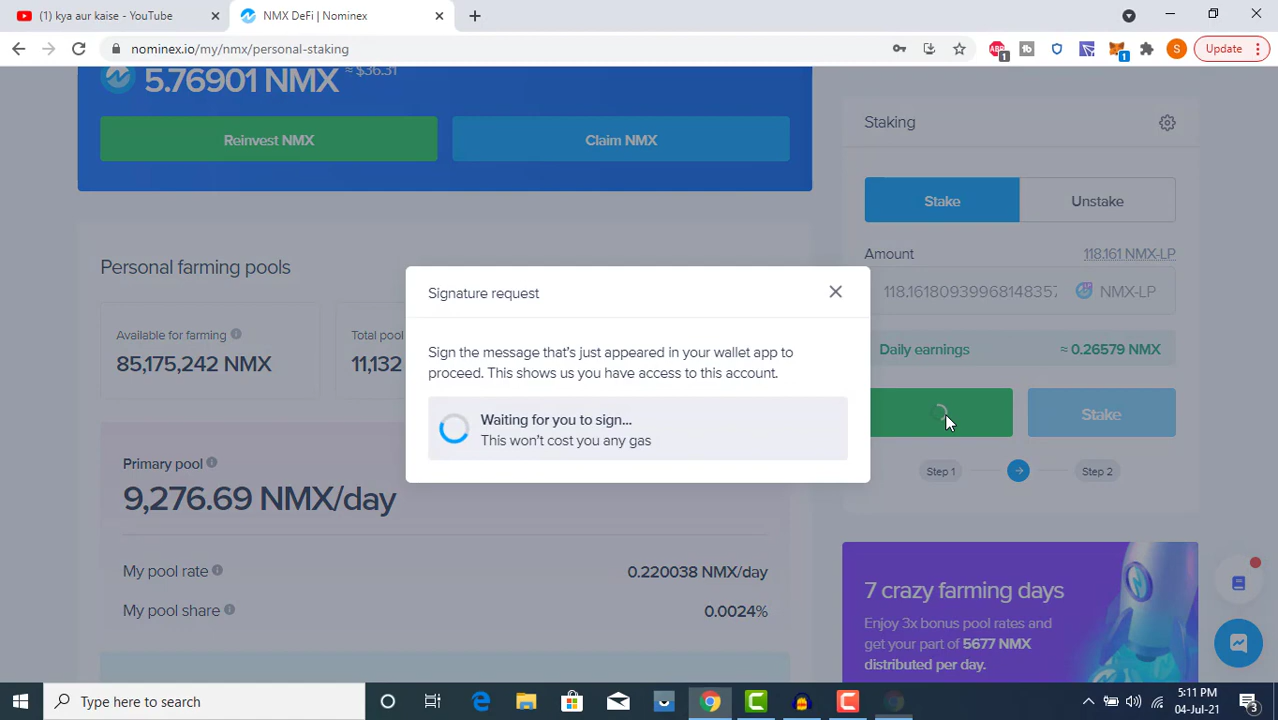 (1) kya aur kaise - YouTube
NMX DeFi | Nominex
nominex.io/my/nmx/personal-staking
ABP
1
tb
1
S
Update
5.76901 NMX ≈ $36.31
Reinvest NMX
Claim NMX
Staking
Stake
Unstake
Amount
118.161 NMX-LP
118.16180939968148357
NMX-LP
Daily earnings
≈ 0.26579 NMX
Stake
Step 1
Step 2
Personal farming pools
Available for farming
85,175,242 NMX
Total pool
11,132
Signature request
Sign the message that's just appeared in your wallet app to
proceed. This shows us you have access to this account.
Waiting for you to sign...
This won't cost you any gas
Primary pool
9,276.69 NMX/day
My pool rate
0.220038 NMX/day
My pool share
0.0024%
7 crazy farming days
Enjoy 3x bonus pool rates and
get your part of 5677 NMX
distributed per day.
Type here to search
5:11 PM
04-Jul-21
3